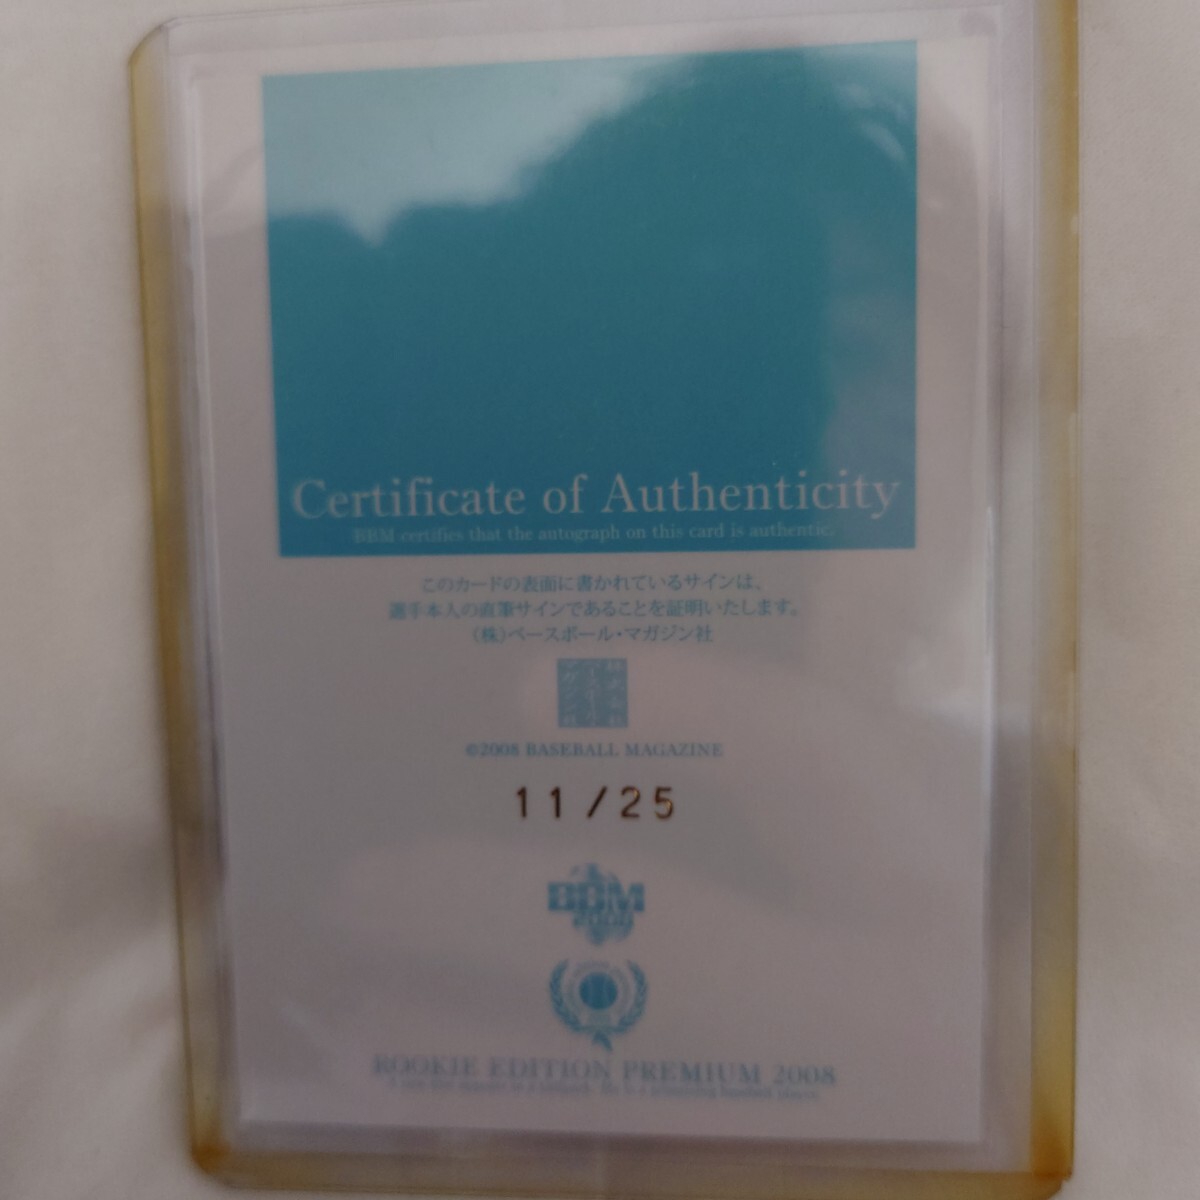 Certificate of Authenticity
BBM certifies that the autograph on this card is authentic.
このカードの表面に書かれているサインは、
選手本人の直筆サインであることを証明いたします。
(株)ベースボール・マガジン社
©2008 BASEBALL MAGAZINE
11/25
BBM
2008
ROOKIE EDITION PREMIUM 2008